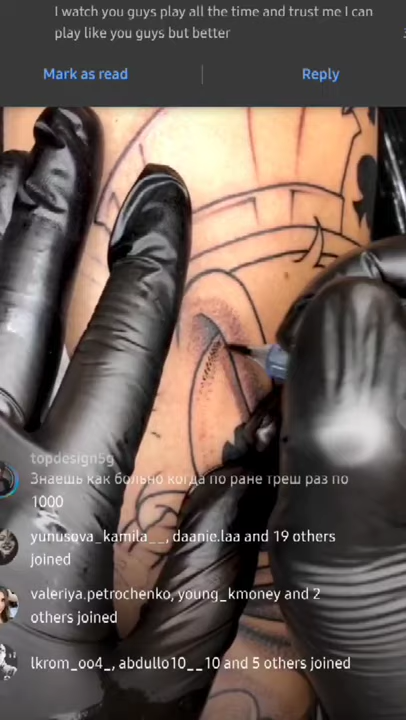 I watch you guys play all the time and trust me I can
play like you guys but better
Mark as read
Reply
topdesign5g
Знаешь как больно когда по ране треш раз по
1000
yunusova_kamila__, daanie.laa and 19 others
joined
valeriya.petrochenko, young_kmoney and 2
others joined
lkrom_oo4_, abdullo10__10 and 5 others joined